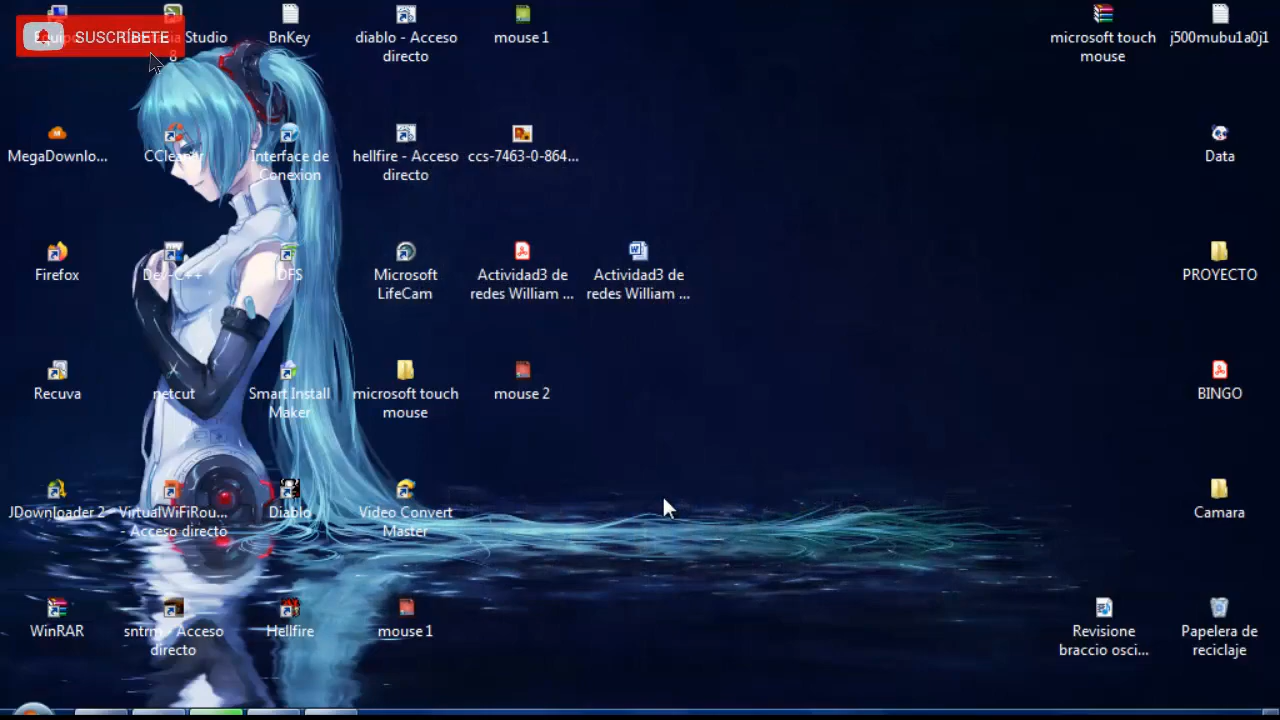 SUSCRÍBETE
Studio
8
BnKey
diablo - Acceso
directo
mouse 1
microsoft touch
mouse
j500mubu1a0j1
MegaDownlo...
CCleaner
Interface de
Conexion
hellfire - Acceso
directo
ccs-7463-0-864...
Data
Firefox
Dev-C++
DFS
Microsoft
LifeCam
Actividad3 de
redes William ...
Actividad3 de
redes William ...
PROYECTO
Recuva
netcut
Smart Install
Maker
microsoft touch
mouse
mouse 2
BINGO
JDownloader 2
VirtualWiFiRou...
- Acceso directo
Diablo
Video Convert
Master
Camara
WinRAR
sntrm - Acceso
directo
Hellfire
mouse 1
Revisione
braccio osci...
Papelera de
reciclaje